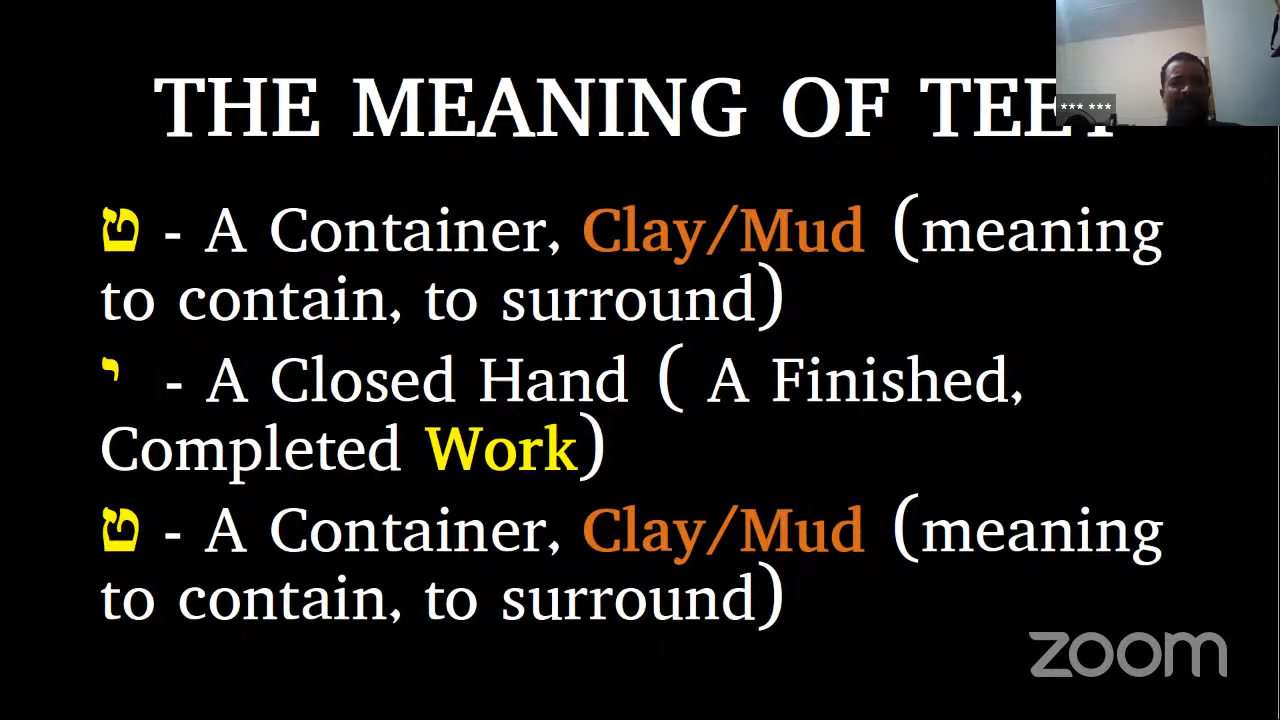 THE MEANING OF TEET
*** ***
ט - A Container, Clay/Mud (meaning
to contain, to surround)
י - A Closed Hand ( A Finished,
Completed Work)
ט - A Container, Clay/Mud (meaning
to contain, to surround)
zoom